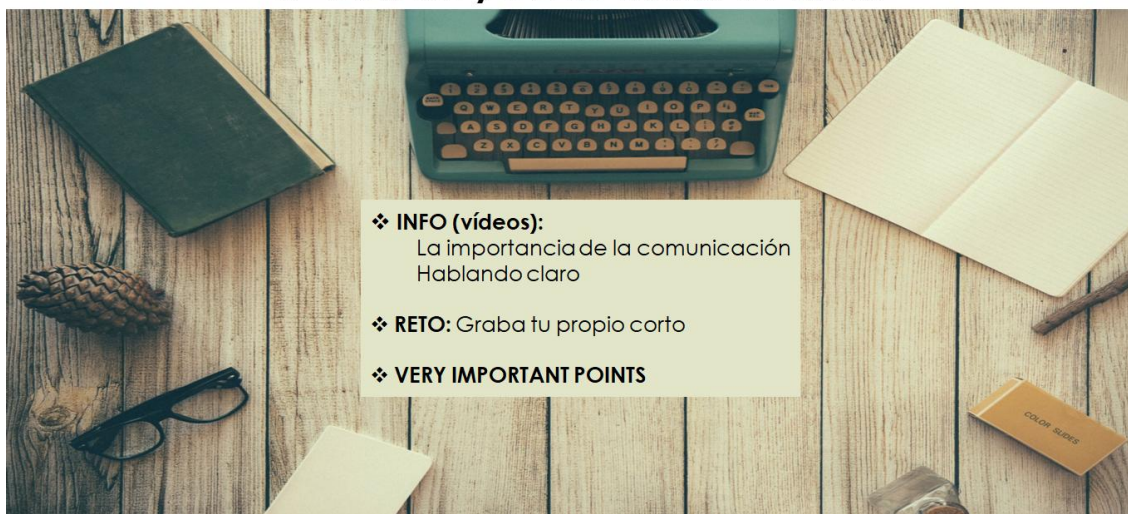 ❖ INFO (vídeos):
La importancia de la comunicación
Hablando claro
❖ RETO: Graba tu propio corto
❖ VERY IMPORTANT POINTS
Q W E R T Y U I O P
A S D F G H J K L
Z X C V B N M
COLOR SLIDES